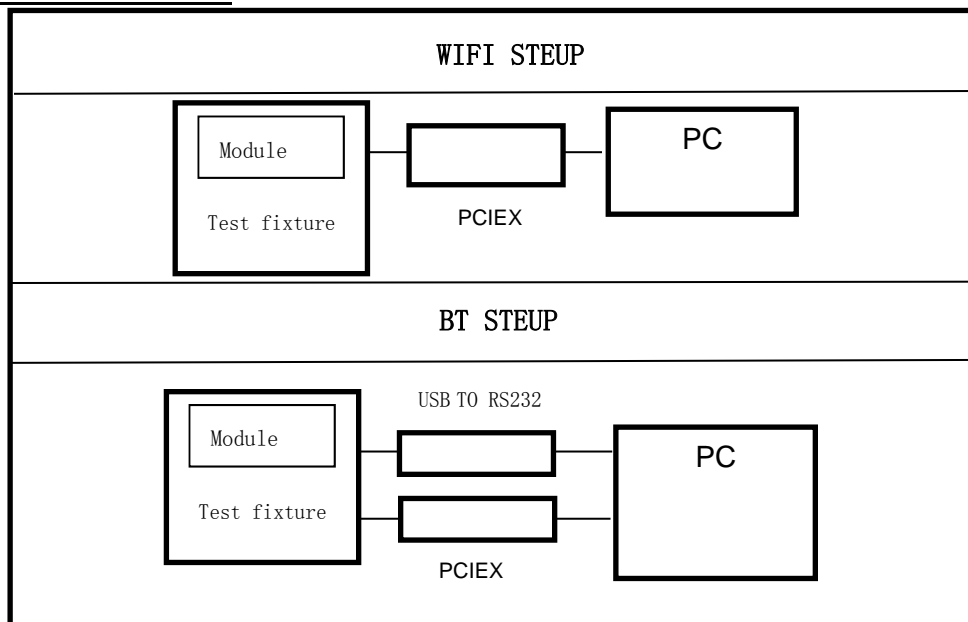 WIFI STEUP
Module
PC
Test fixture
PCIEX
BT STEUP
USB TO RS232
Module
PC
Test fixture
PCIEX